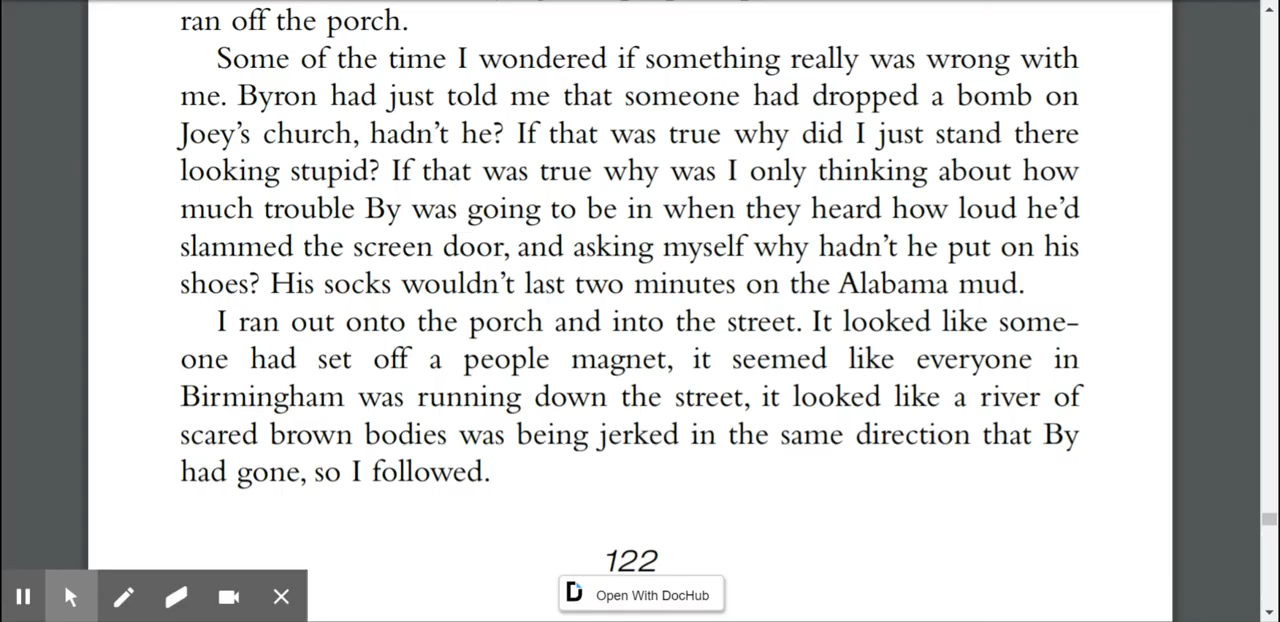 ran off the porch.
Some of the time I wondered if something really was wrong with
me. Byron had just told me that someone had dropped a bomb on
Joey’s church, hadn’t he? If that was true why did I just stand there
looking stupid? If that was true why was I only thinking about how
much trouble By was going to be in when they heard how loud he’d
slammed the screen door, and asking myself why hadn’t he put on his
shoes? His socks wouldn’t last two minutes on the Alabama mud.
I ran out onto the porch and into the street. It looked like some-
one had set off a people magnet, it seemed like everyone in
Birmingham was running down the street, it looked like a river of
scared brown bodies was being jerked in the same direction that By
had gone, so I followed.
122
Open With DocHub